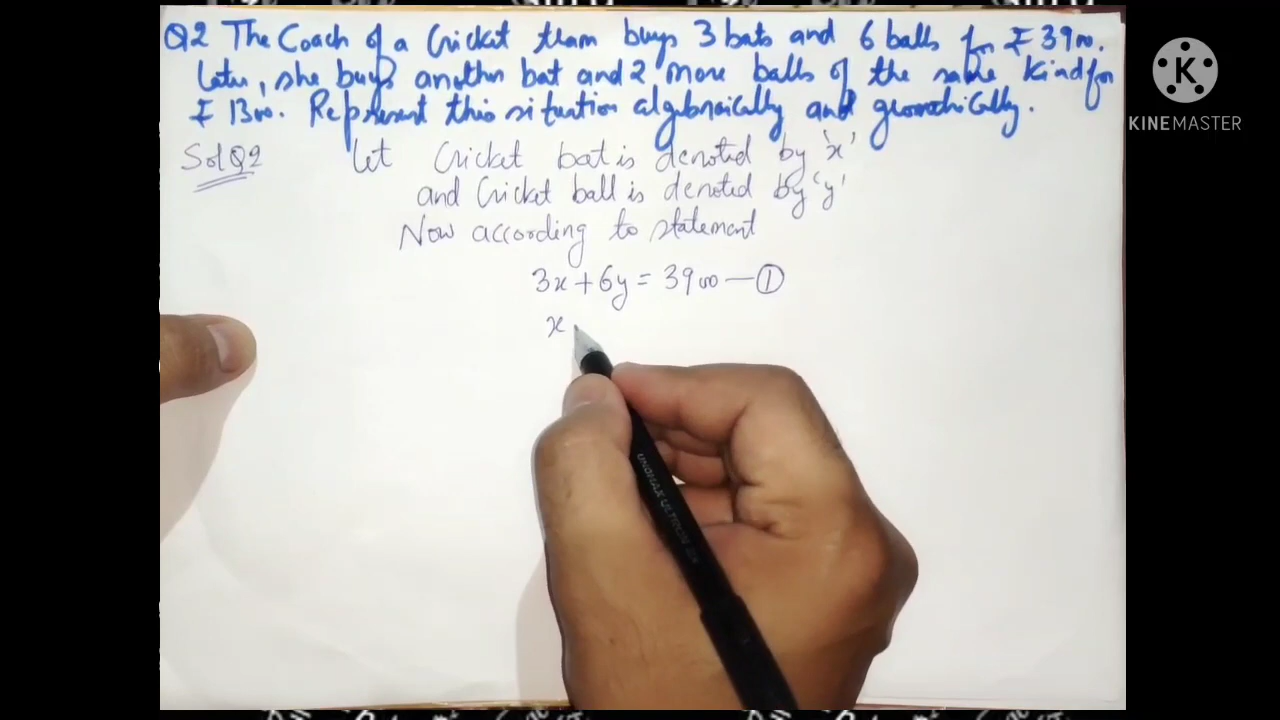 Q2 The Coach of a Cricket team buys 3 bats and 6 balls for ₹ 3900.
Later, she buys another bat and 2 more balls of the same kind for
₹ 1300. Represent this situation algebraically and geometrically.
Sol Q2 Let Cricket bat is denoted by 'x'
and Cricket ball is denoted by 'y'
Now according to statement
3x + 6y = 3900 — ①
x
K
KINEMASTER